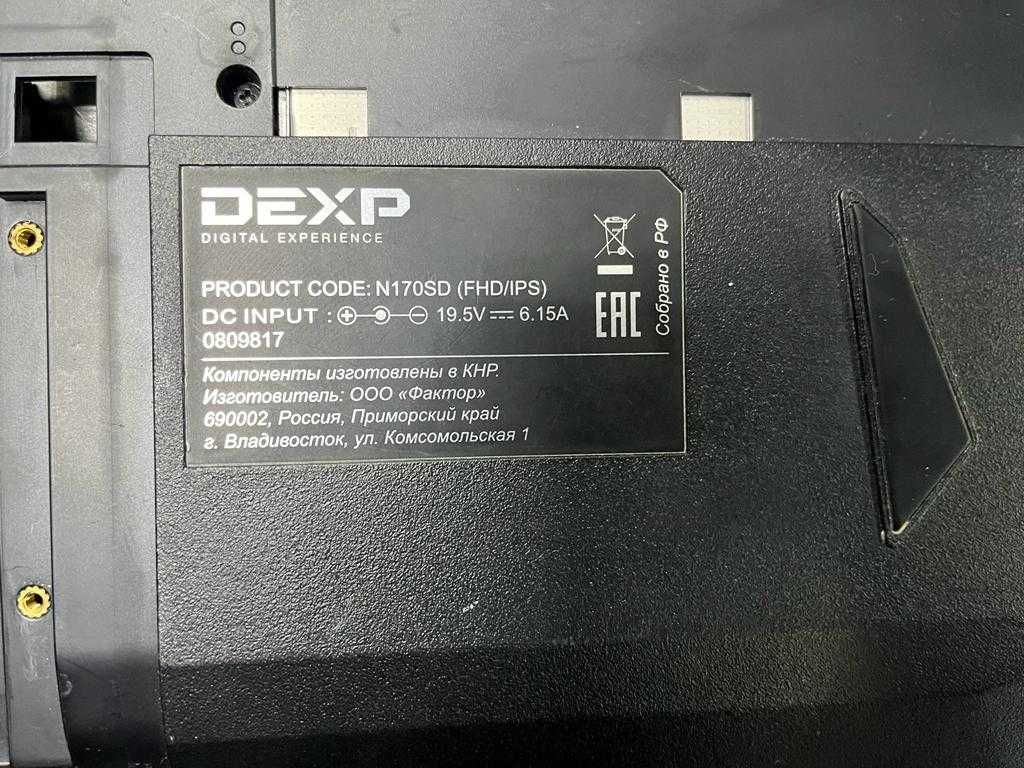 DEXP
DIGITAL EXPERIENCE
PRODUCT CODE: N170SD (FHD/IPS)
DC INPUT : 19.5V 6.15A
0809817
EAC
Собрано в РФ
Компоненты изготовлены в КНР.
Изготовитель: ООО «Фактор»
690002, Россия, Приморский край
г. Владивосток, ул. Комсомольская 1